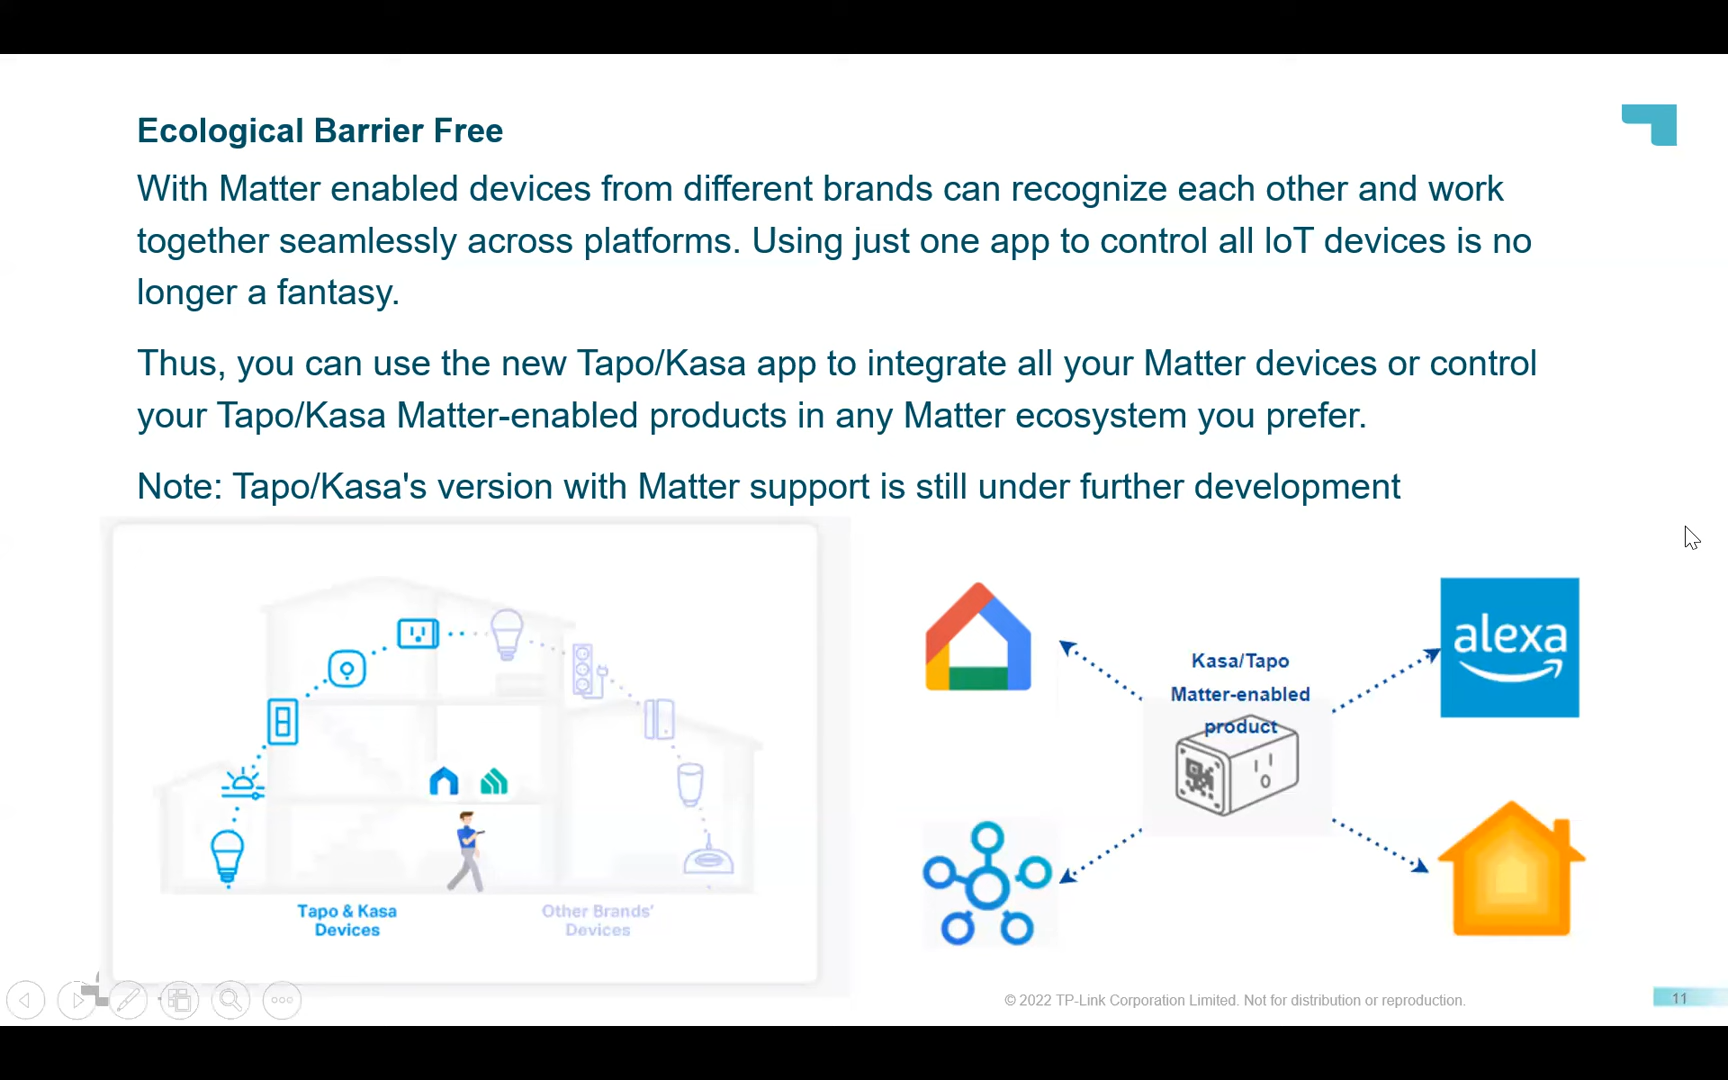 Ecological Barrier Free
With Matter enabled devices from different brands can recognize each other and work
together seamlessly across platforms. Using just one app to control all IoT devices is no
longer a fantasy.
Thus, you can use the new Tapo/Kasa app to integrate all your Matter devices or control
your Tapo/Kasa Matter-enabled products in any Matter ecosystem you prefer.
Note: Tapo/Kasa's version with Matter support is still under further development
Tapo & Kasa
Devices
Other Brands'
Devices
Kasa/Tapo
Matter-enabled
product
alexa
© 2022 TP-Link Corporation Limited. Not for distribution or reproduction.
11